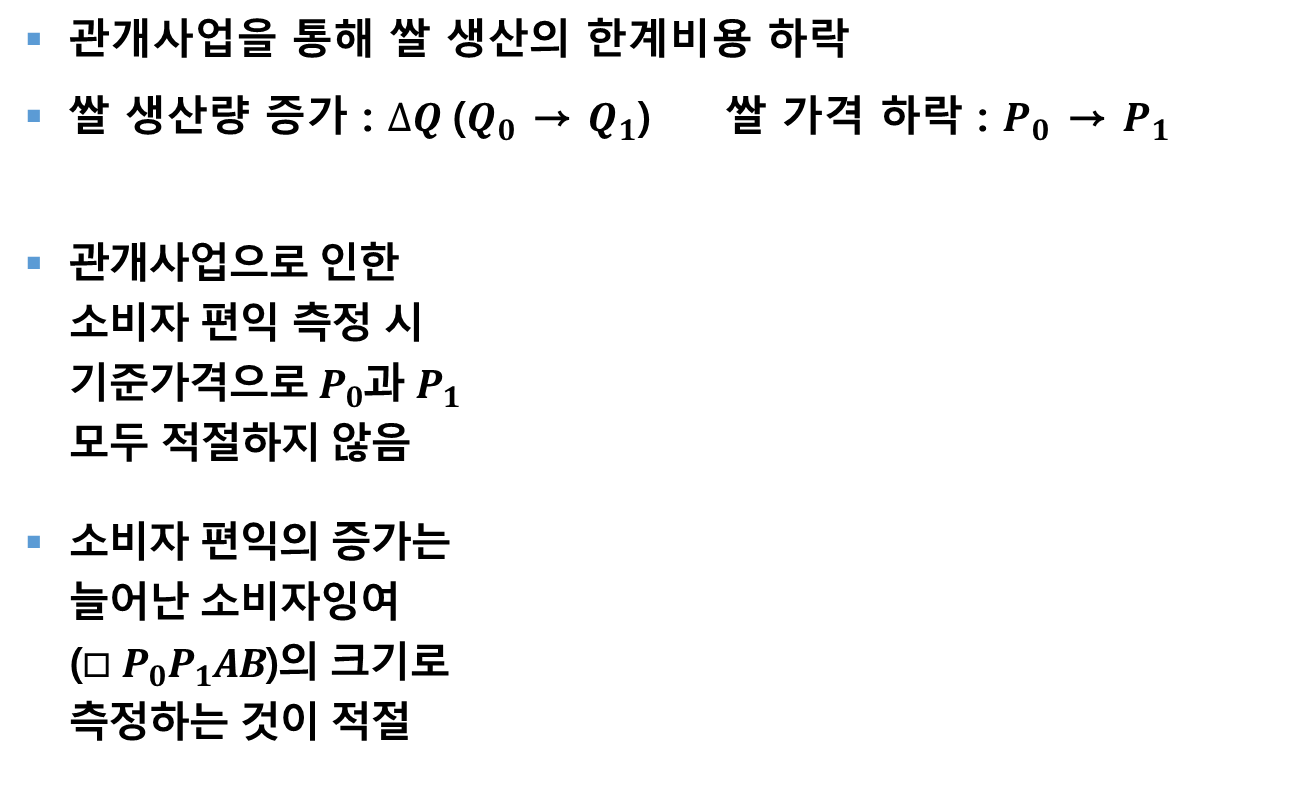 ▪ 관개사업을 통해 쌀 생산의 한계비용 하락
▪ 쌀 생산량 증가 : ΔQ (Q₀ → Q₁) 쌀 가격 하락 : P₀ → P₁
▪ 관개사업으로 인한
소비자 편익 측정 시
기준가격으로 P₀과 P₁
모두 적절하지 않음
▪ 소비자 편익의 증가는
늘어난 소비자잉여
(□ P₀P₁AB)의 크기로
측정하는 것이 적절